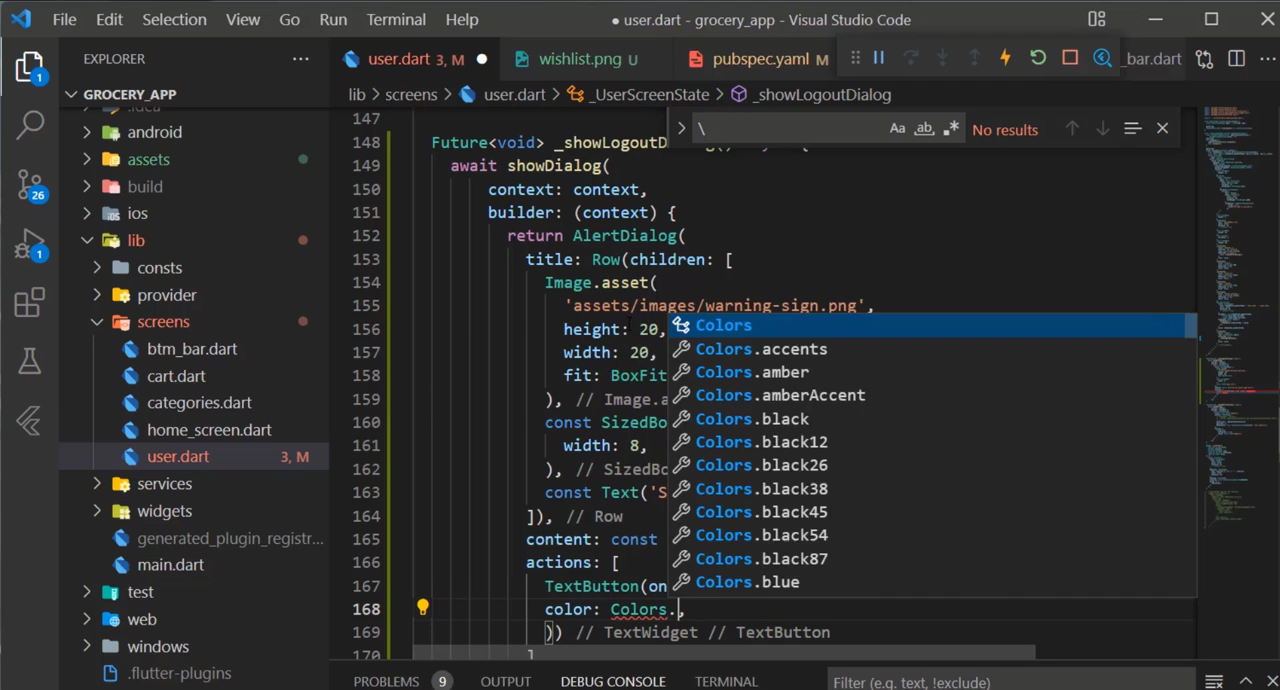 File Edit Selection View Go Run Terminal Help
● user.dart - grocery_app - Visual Studio Code
EXPLORER
user.dart 3, M
wishlist.png U
pubspec.yaml M
_bar.dart
GROCERY_APP
lib > screens > user.dart > _UserScreenState > _showLogoutDialog
\
Aa ab .* No results
.idea
android
assets
build
ios
lib
consts
provider
screens
btm_bar.dart
cart.dart
categories.dart
home_screen.dart
user.dart 3, M
services
widgets
generated_plugin_registr...
main.dart
test
web
windows
.flutter-plugins
1
26
1
147
148 Future<void> _showLogoutD
149 await showDialog(
150 context: context,
151 builder: (context) {
152 return AlertDialog(
153 title: Row(children: [
154 Image.asset(
155 'assets/images/warning-sign.png',
156 height: 20,
157 width: 20,
158 fit: BoxFit
159 ), // Image.a
160 const SizedBo
161 width: 8,
162 ), // SizedBo
163 const Text('S
164 ]), // Row
165 content: const
166 actions: [
167 TextButton(on
168 color: Colors.,
169 )) // TextWidget // TextButton
170 ]
Colors
Colors.accents
Colors.amber
Colors.amberAccent
Colors.black
Colors.black12
Colors.black26
Colors.black38
Colors.black45
Colors.black54
Colors.black87
Colors.blue
PROBLEMS 9 OUTPUT DEBUG CONSOLE TERMINAL
Filter (e.g. text, !exclude)